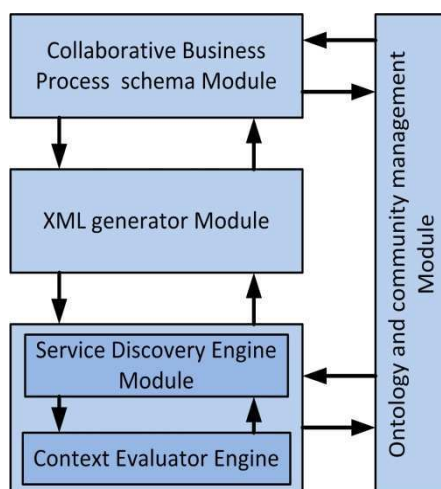 Collaborative Business
Process schema Module
XML generator Module
Service Discovery Engine
Module
Context Evaluator Engine
Ontology and community management
Module